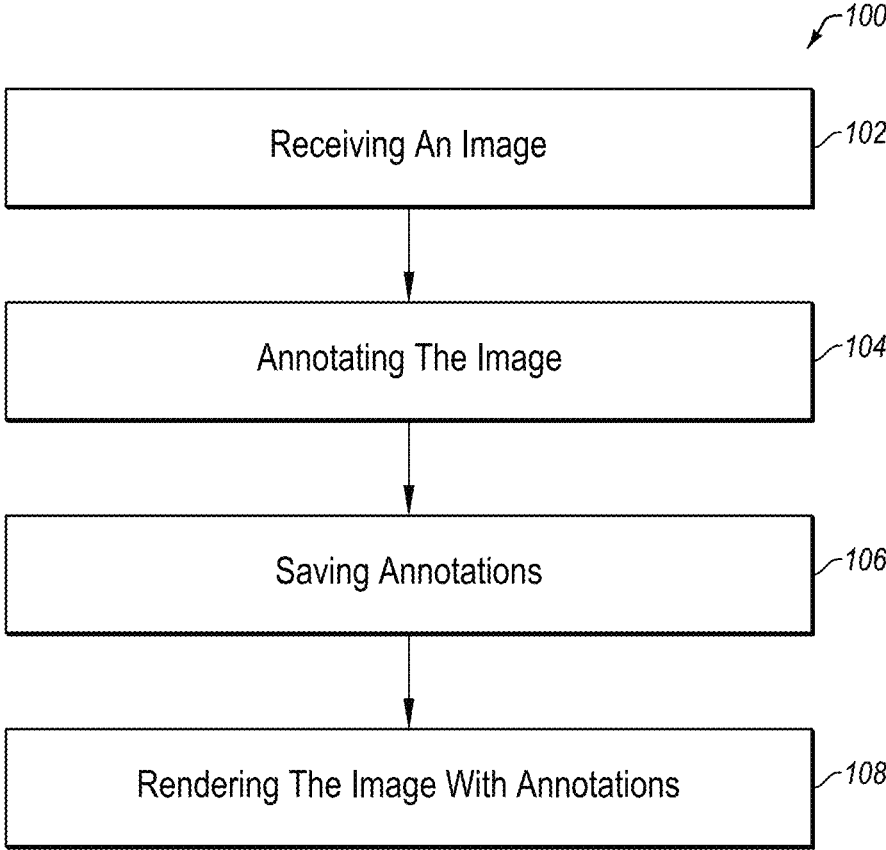 100
Receiving An Image
102
Annotating The Image
104
Saving Annotations
106
Rendering The Image With Annotations
108